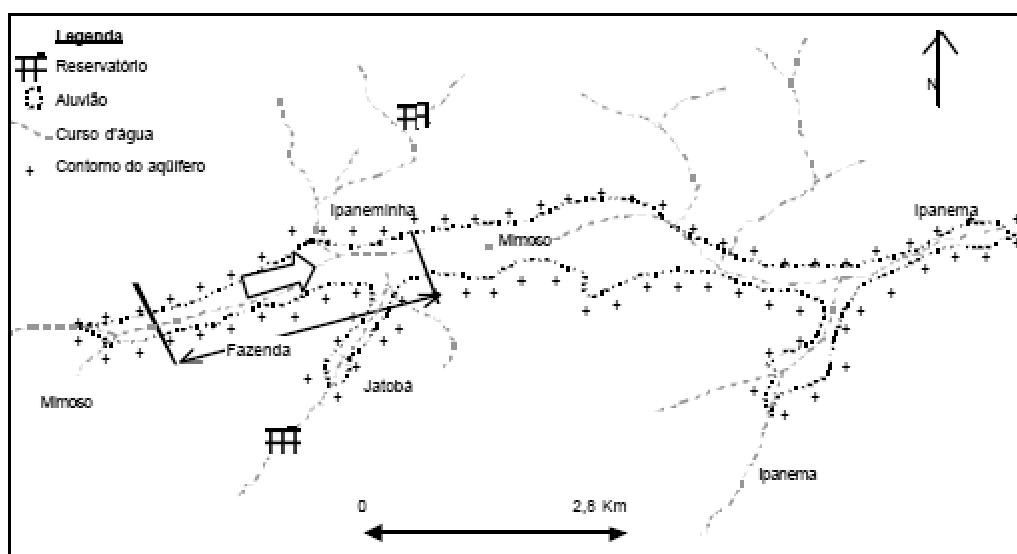 Legenda
Reservatório
Aluvião
Curso d'água
Contorno do aqüífero
N
Ipaneminha
Ipanema
Mimoso
Fazenda
Jatobá
Mimoso
Ipanema
0 2,8 Km